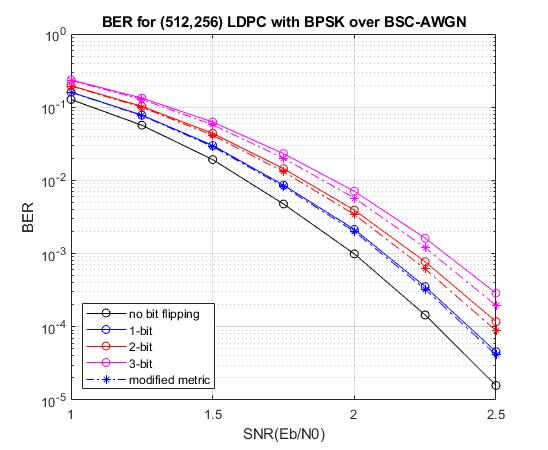 BER for (512,256) LDPC with BPSK over BSC-AWGN
10^0
10^-1
10^-2
10^-3
10^-4
10^-5
BER
no bit flipping
1-bit
2-bit
3-bit
modified metric
1
1.5
2
2.5
SNR(Eb/N0)